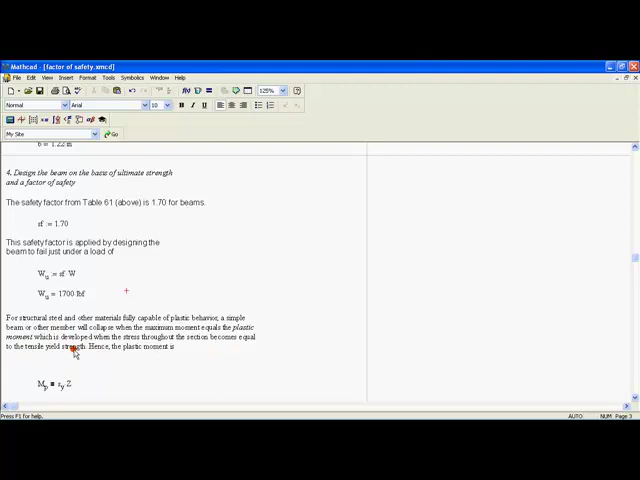 Mathcad - [factor of safety.xmcd]
File Edit View Insert Format Tools Symbolics Window Help
125%
Normal Arial 10 B I U
My Site Go
b = 1.22 m
4. Design the beam on the basis of ultimate strength
and a factor of safety
The safety factor from Table 61 (above) is 1.70 for beams.
sf := 1.70
This safety factor is applied by designing the
beam to fail just under a load of
Wu := sf W
Wu = 1700 lbf
For structural steel and other materials fully capable of plastic behavior, a simple
beam or other member will collapse when the maximum moment equals the plastic
moment which is developed when the stress throughout the section becomes equal
to the tensile yield strength. Hence, the plastic moment is
Mp = sy Z
Press F1 for help. AUTO NUM Page 3